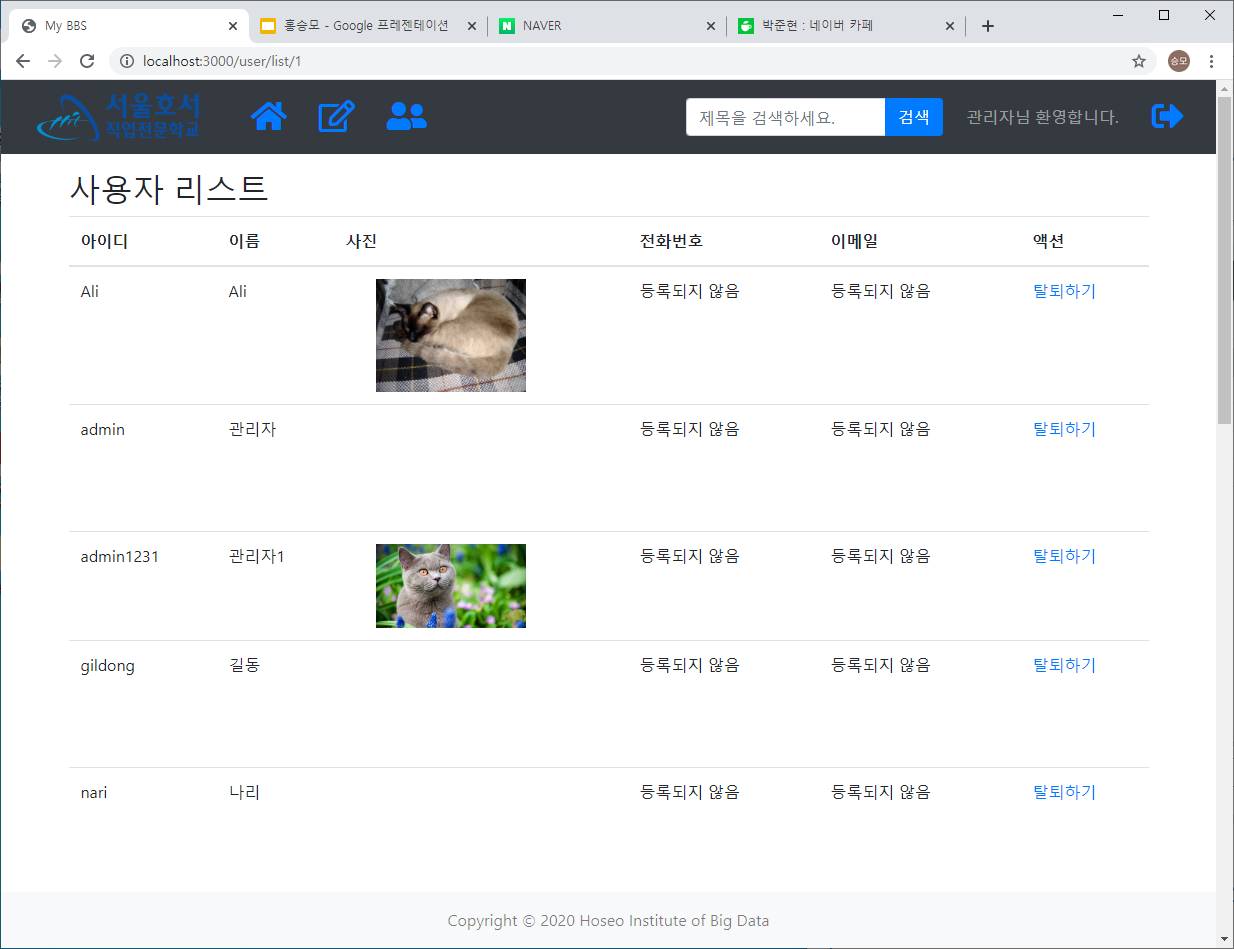 My BBS
홍승모 - Google 프레젠테이션
NAVER
박준현 : 네이버 카페
localhost:3000/user/list/1
승모
서울호서
직업전문학교
제목을 검색하세요. 검색 관리자님 환영합니다.
사용자 리스트
아이디 이름 사진 전화번호 이메일 액션
Ali Ali 등록되지 않음 등록되지 않음 탈퇴하기
admin 관리자 등록되지 않음 등록되지 않음 탈퇴하기
admin1231 관리자1 등록되지 않음 등록되지 않음 탈퇴하기
gildong 길동 등록되지 않음 등록되지 않음 탈퇴하기
nari 나리 등록되지 않음 등록되지 않음 탈퇴하기
Copyright © 2020 Hoseo Institute of Big Data